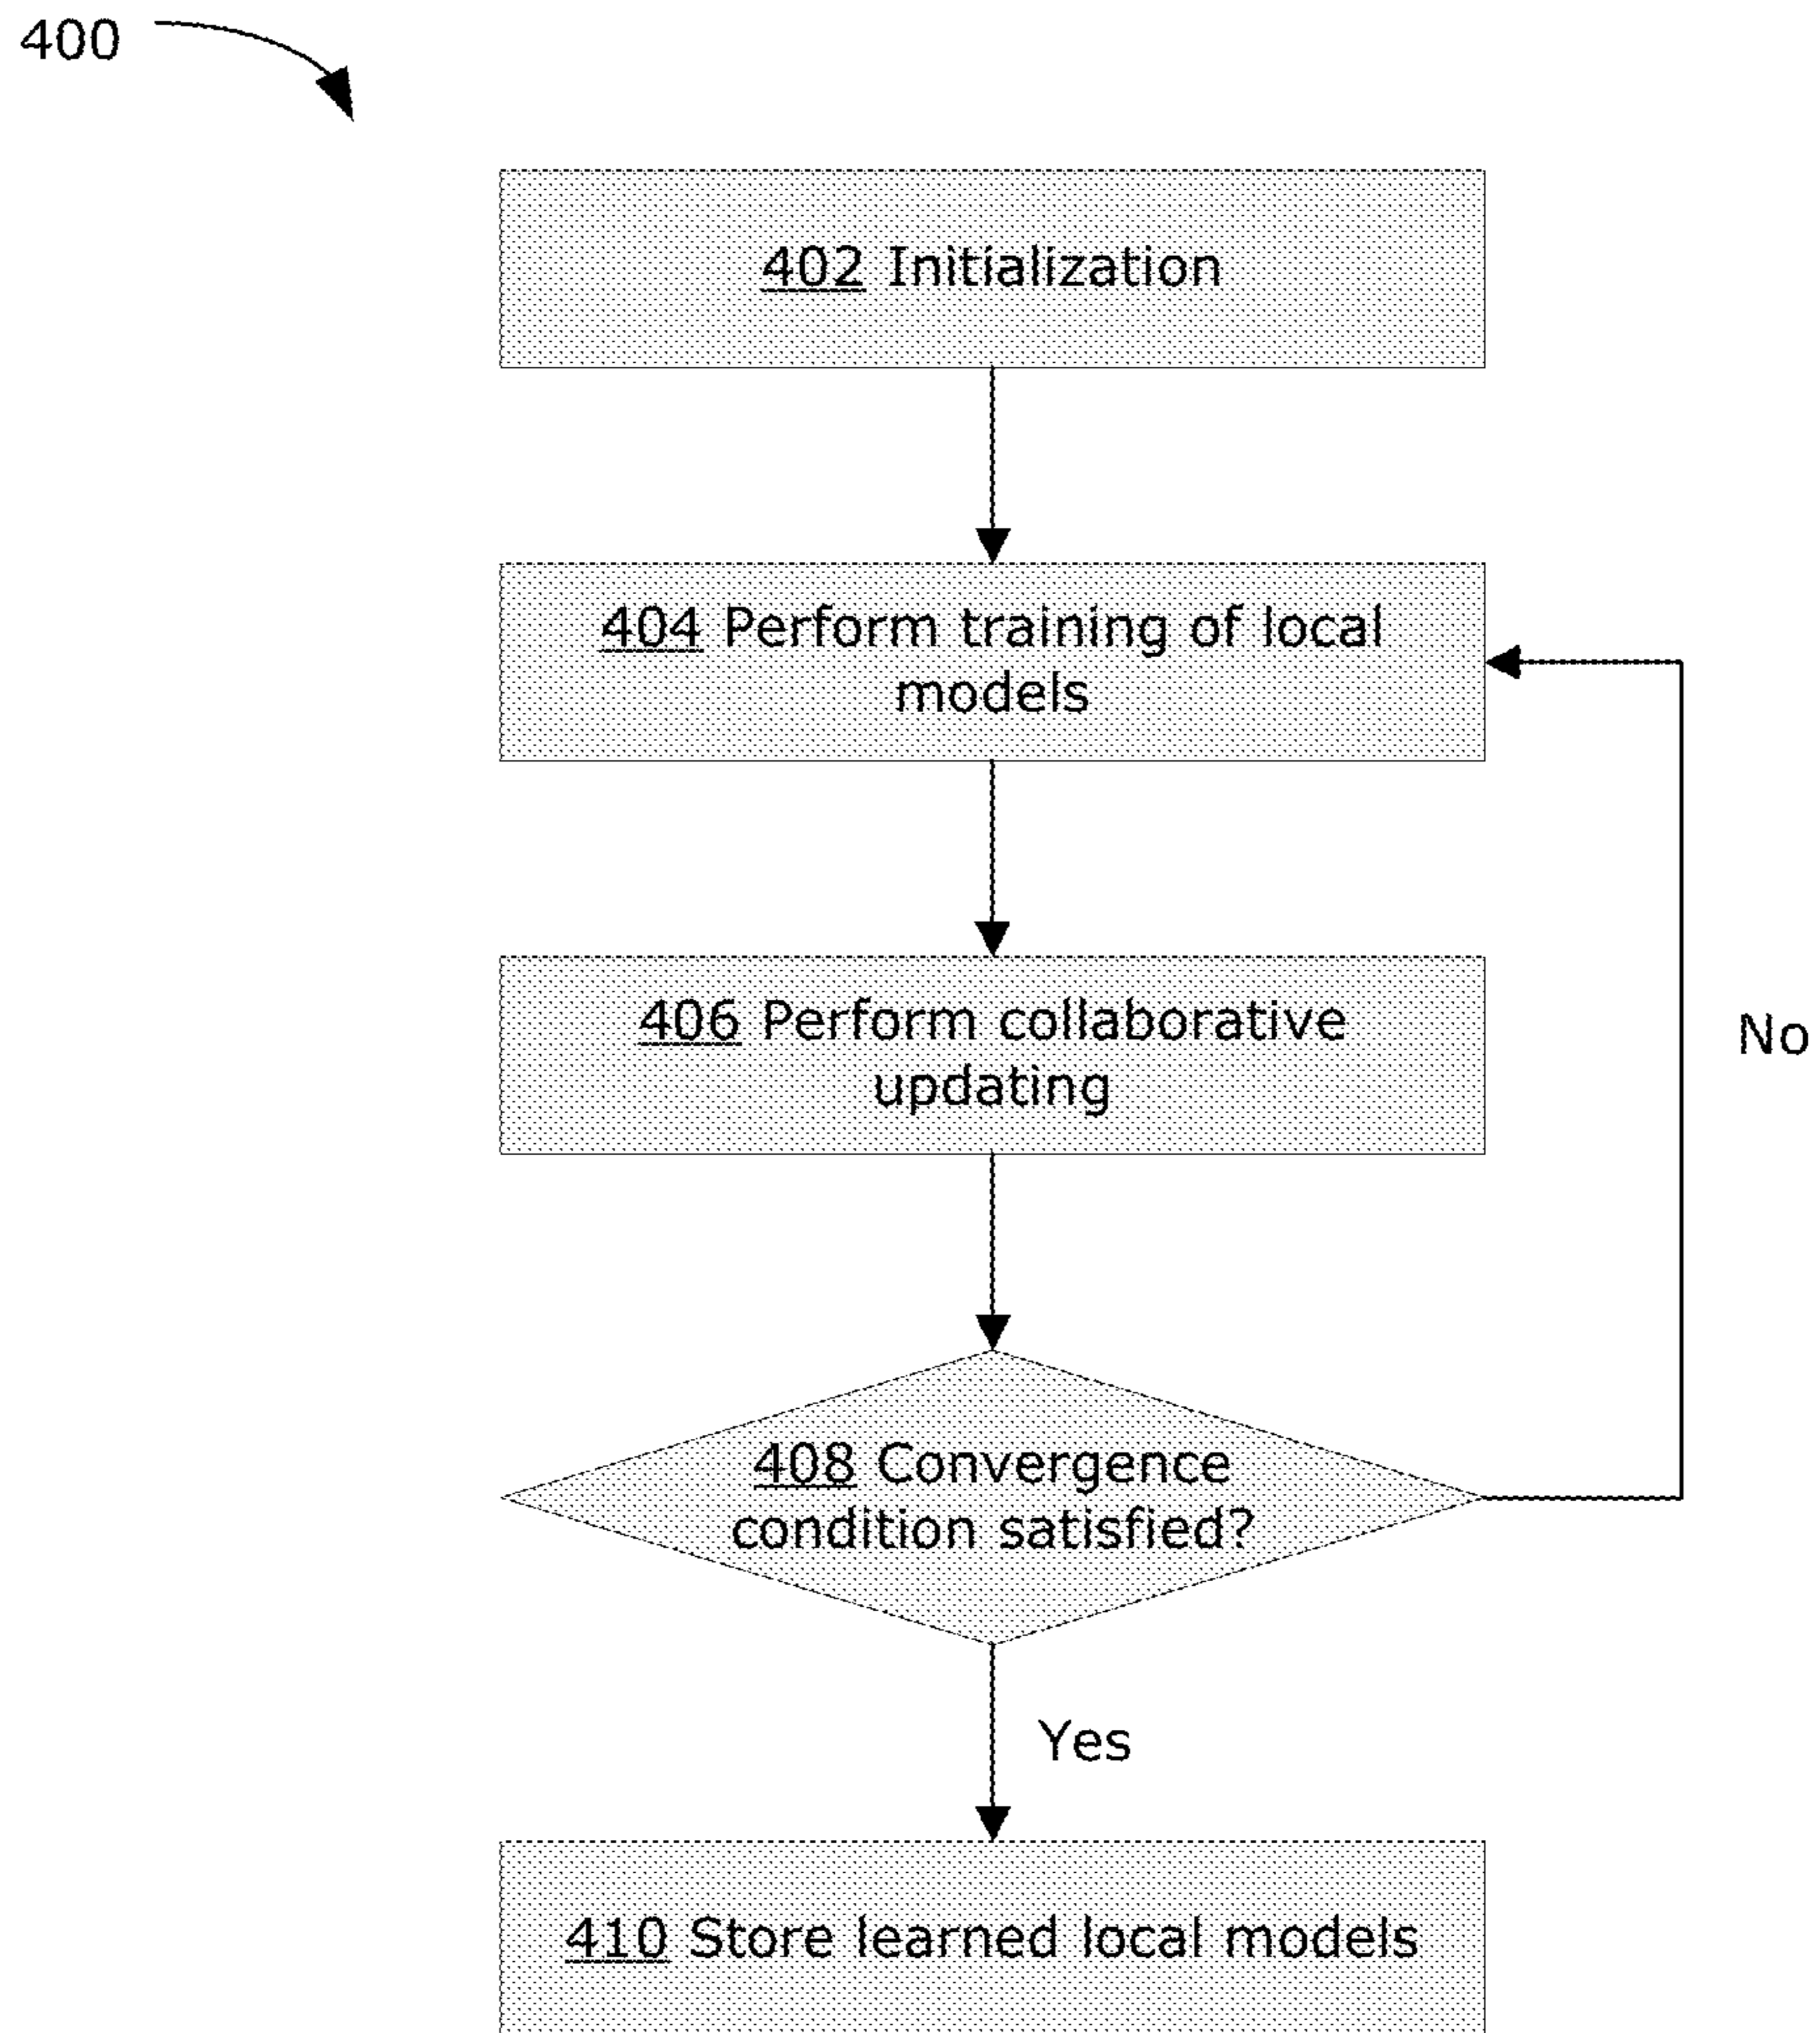 400
402 Initialization
404 Perform training of local
models
406 Perform collaborative
updating
No
408 Convergence
condition satisfied?
Yes
410 Store learned local models